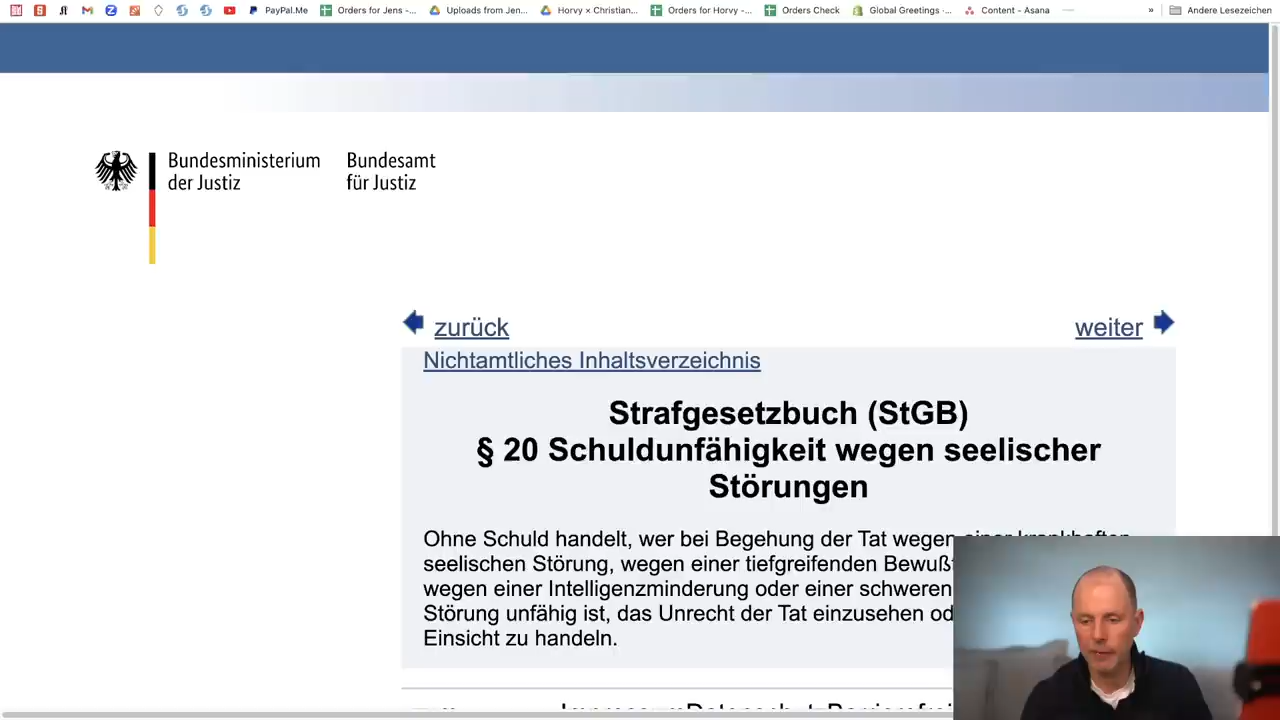 PayPal.Me
Orders for Jens -...
Uploads from Jen...
Horvy × Christian...
Orders for Horvy -...
Orders Check
Global Greetings -...
Content - Asana
»
Andere Lesezeichen
Bundesministerium
der Justiz
Bundesamt
für Justiz
zurück
weiter
Nichtamtliches Inhaltsverzeichnis
Strafgesetzbuch (StGB)
§ 20 Schuldunfähigkeit wegen seelischer
Störungen
Ohne Schuld handelt, wer bei Begehung der Tat wegen einer krankhaften
seelischen Störung, wegen einer tiefgreifenden
wegen einer Intelligenzminderung oder einer schweren
Störung unfähig ist, das Unrecht der Tat einzusehen
Einsicht zu handeln.